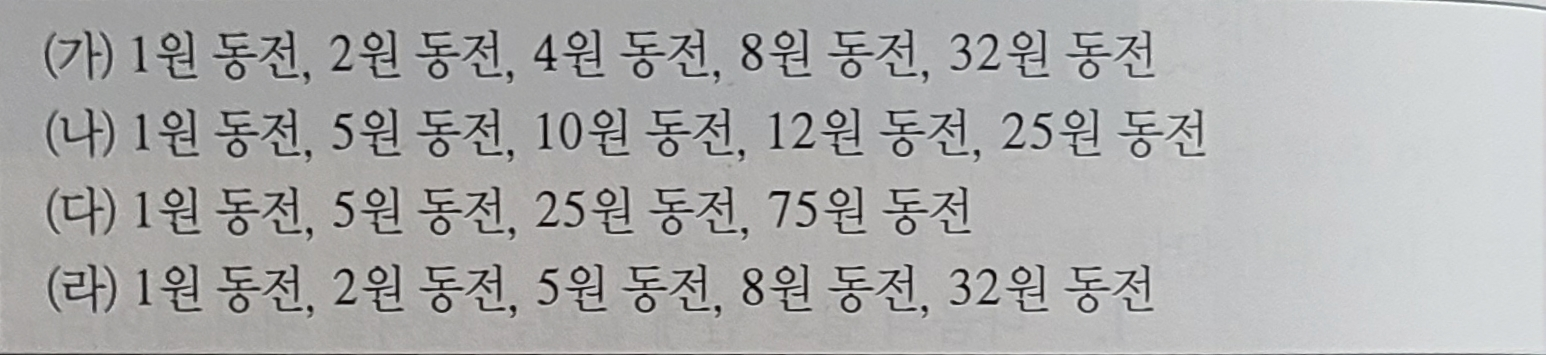 (가) 1원 동전, 2원 동전, 4원 동전, 8원 동전, 32원 동전
(나) 1원 동전, 5원 동전, 10원 동전, 12원 동전, 25원 동전
(다) 1원 동전, 5원 동전, 25원 동전, 75원 동전
(라) 1원 동전, 2원 동전, 5원 동전, 8원 동전, 32원 동전